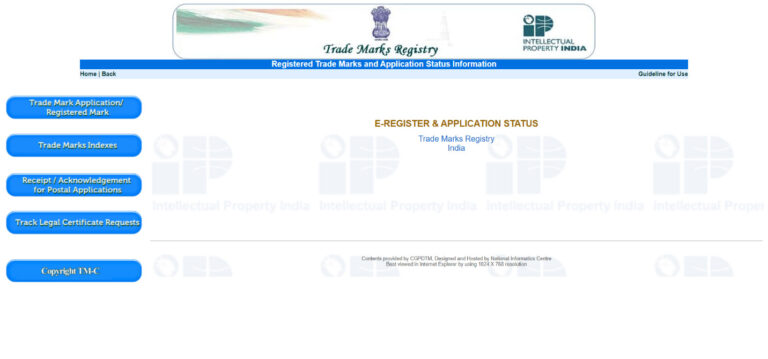 Trade Marks Registry
INTELLECTUAL
PROPERTY INDIA
Registered Trade Marks and Application Status Information
Home | Back
Guideline for Use
Trade Mark Application/
Registered Mark
Trade Marks Indexes
Receipt / Acknowledgement
for Postal Applications
Track Legal Certificate Requests
Copyright TM-C
E-REGISTER & APPLICATION STATUS
Trade Marks Registry
India
Intellectual Property India Intellectual Property India Intellectual Property India Intellectual Proper
Contents provided by CGPDTM, Designed and Hosted by National Informatics Centre
Best viewed in Internet Explorer by using 1024 X 768 resolution